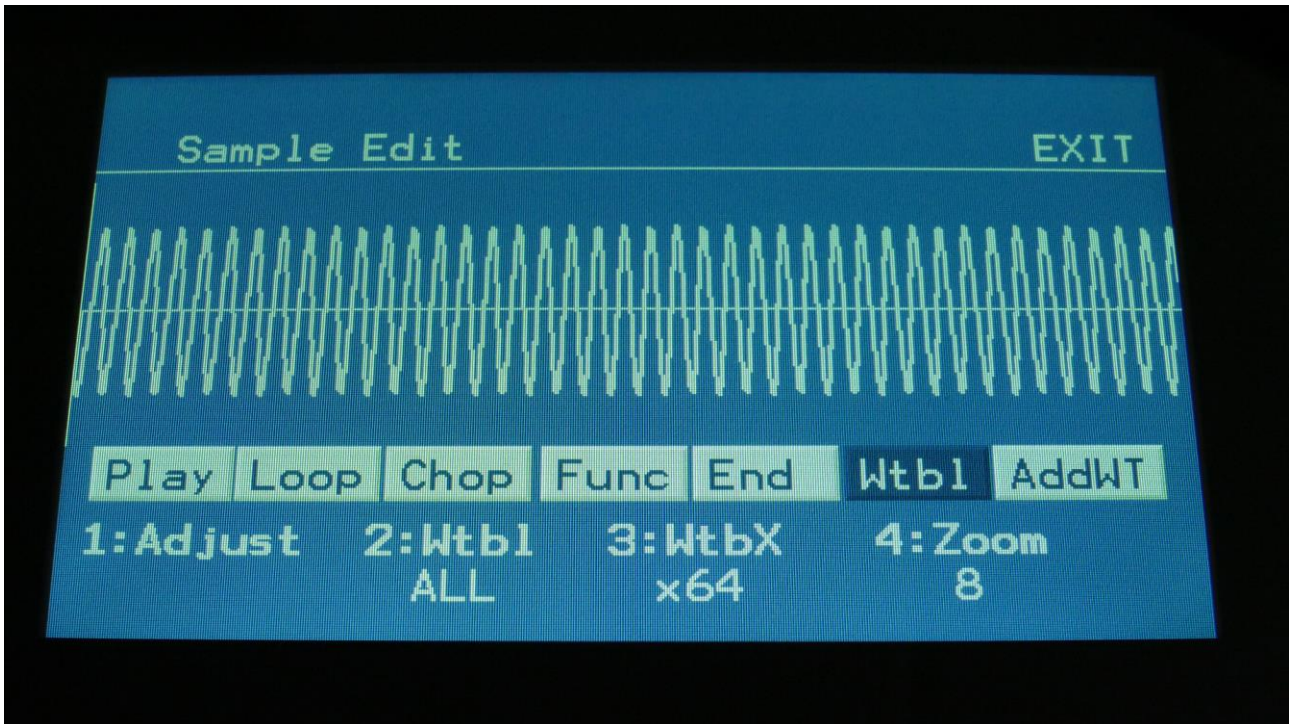 Sample Edit EXIT
Play Loop Chop Func End Wtbl AddWT
1:Adjust 2:Wtbl 3:WtbX 4:Zoom
ALL x64 8